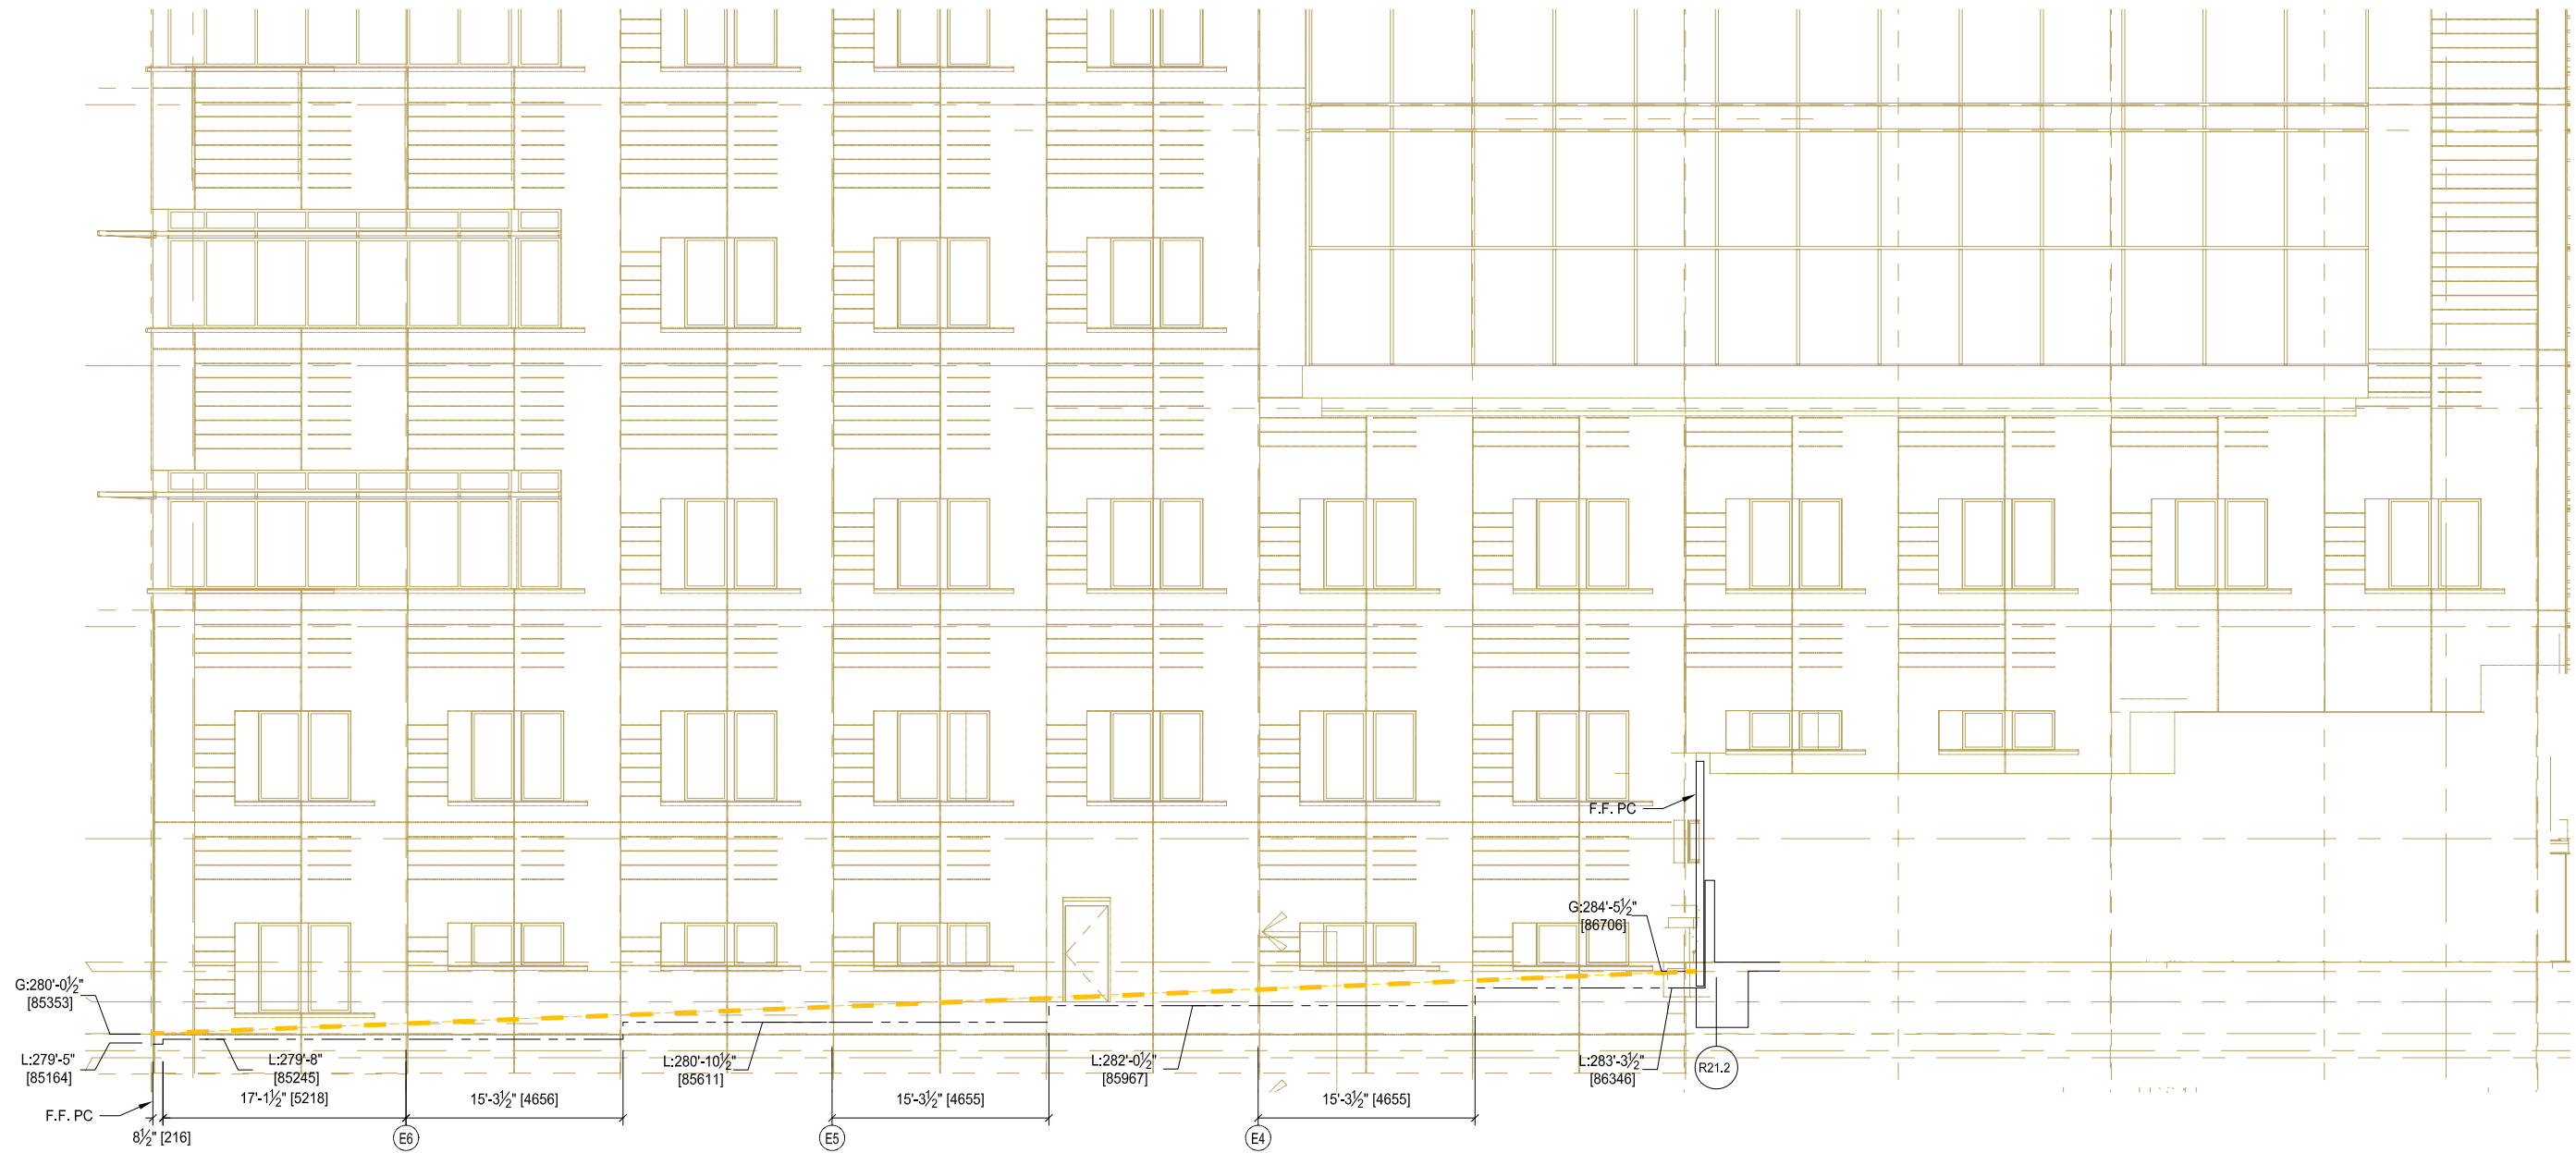 F.F. PC
G:284'-5½"
[86706]
G:280'-0½"
[85353]
L:279'-5"
[85164]
L:279'-8"
[85245]
L:280'-10½"
[85611]
L:282'-0½"
[85967]
L:283'-3½"
[86346]
R21.2
17'-1½" [5218]
15'-3½" [4656]
15'-3½" [4655]
15'-3½" [4655]
F.F. PC
8½" [216]
E6
E5
E4